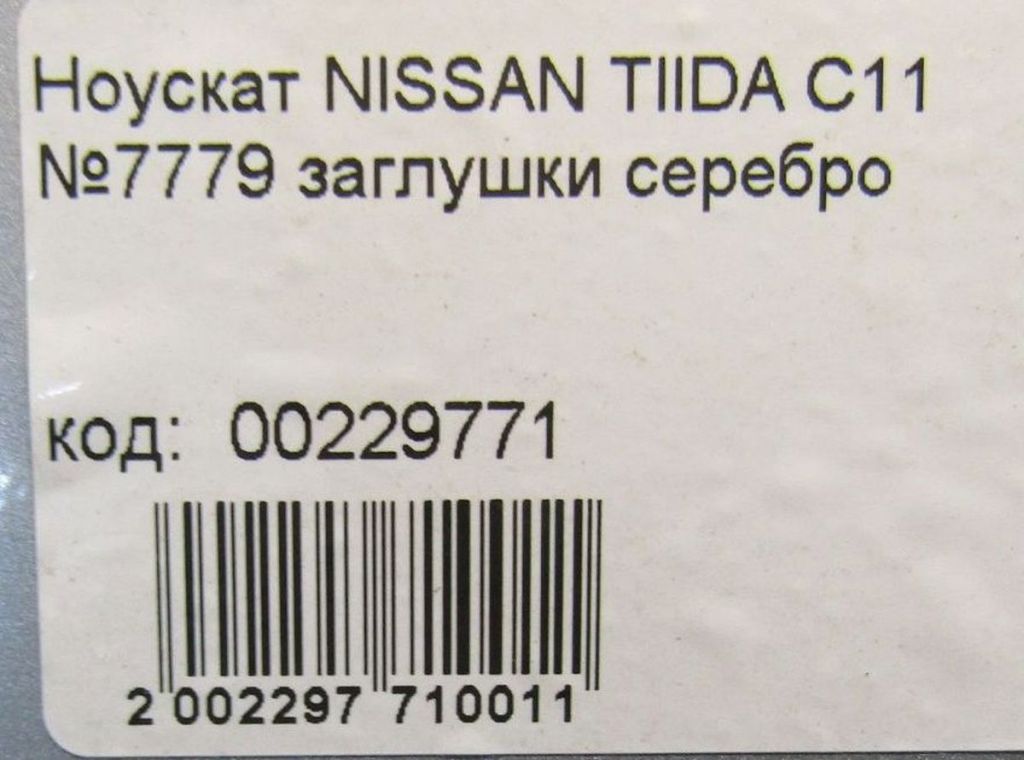 Ноускат NISSAN TIIDA C11
№7779 заглушки серебро
код: 00229771
2 002297 710011